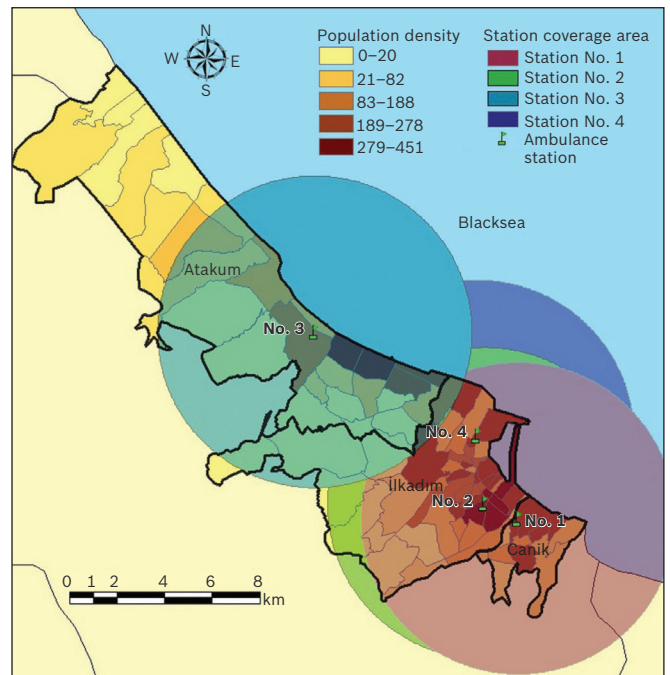 N
W E
S
Population density
0–20
21–82
83–188
189–278
279–451
Station coverage area
Station No. 1
Station No. 2
Station No. 3
Station No. 4
Ambulance
station
Blacksea
Atakum
No. 3
No. 4
İlkadım
No. 2
No. 1
Canik
0 1 2 4 6 8
km